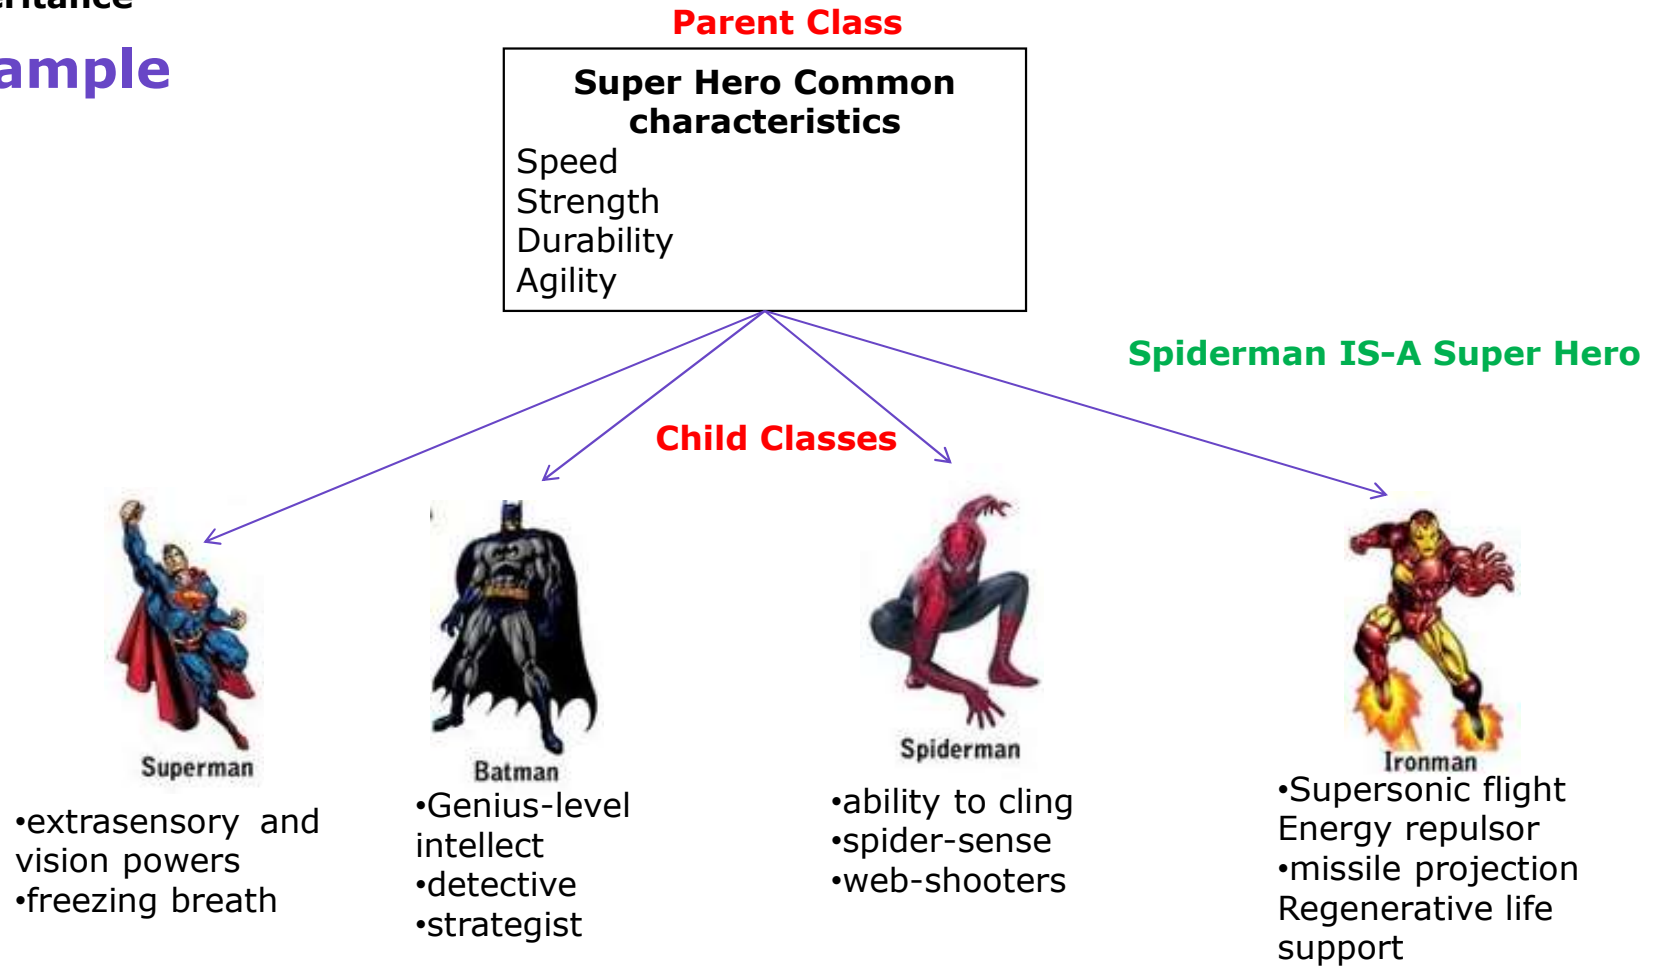 eritance
ample
Parent Class
Super Hero Common
characteristics
Speed
Strength
Durability
Agility
Spiderman IS-A Super Hero
Child Classes
Superman
•extrasensory and
vision powers
•freezing breath
Batman
•Genius-level
intellect
•detective
•strategist
Spiderman
•ability to cling
•spider-sense
•web-shooters
Ironman
•Supersonic flight
Energy repulsor
•missile projection
Regenerative life
support